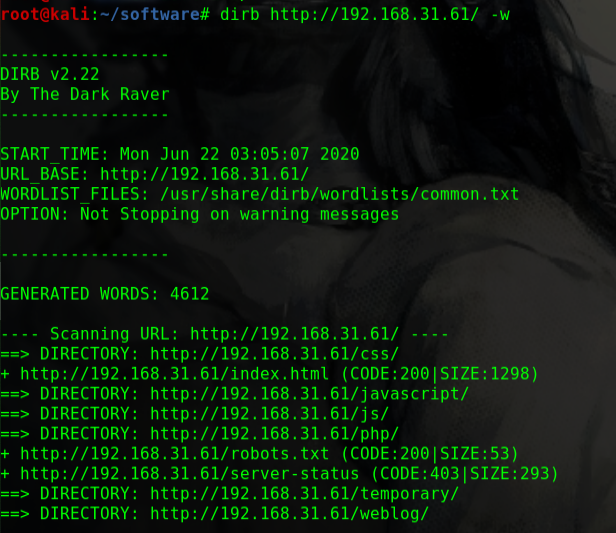 root@kali:~/software# dirb http://192.168.31.61/ -w
-----------------
DIRB v2.22
By The Dark Raver
-----------------
START_TIME: Mon Jun 22 03:05:07 2020
URL_BASE: http://192.168.31.61/
WORDLIST_FILES: /usr/share/dirb/wordlists/common.txt
OPTION: Not Stopping on warning messages
-----------------
GENERATED WORDS: 4612
---- Scanning URL: http://192.168.31.61/ ----
==> DIRECTORY: http://192.168.31.61/css/
+ http://192.168.31.61/index.html (CODE:200|SIZE:1298)
==> DIRECTORY: http://192.168.31.61/javascript/
==> DIRECTORY: http://192.168.31.61/js/
==> DIRECTORY: http://192.168.31.61/php/
+ http://192.168.31.61/robots.txt (CODE:200|SIZE:53)
+ http://192.168.31.61/server-status (CODE:403|SIZE:293)
==> DIRECTORY: http://192.168.31.61/temporary/
==> DIRECTORY: http://192.168.31.61/weblog/